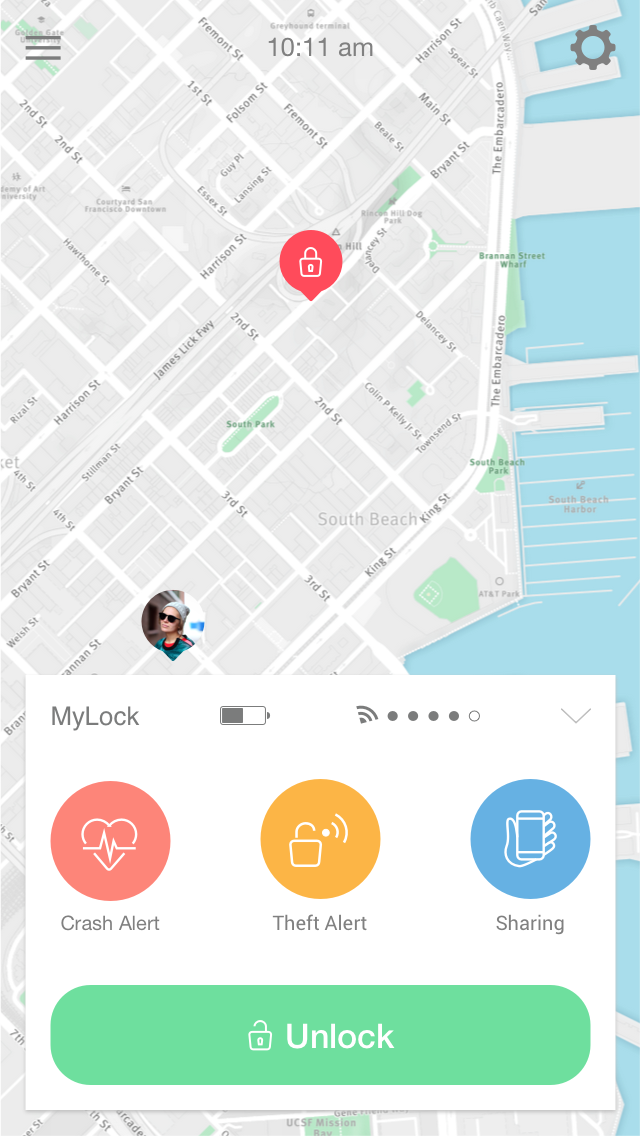 Golden Gate
University
Greyhound terminal
10:11 am
Fremont St
Harrison St
Spear St
1st St
Folsom St
Main St
2nd St
2nd St
Fremont St
Beale St
Bryant St
The Embarcadero
Guy Pl
Lansing St
Essex St
Courtyard San
Francisco Downtown
Rincon Hill Dog
Park
Harrison St
Hill
Delancey St
Brannan Street
Wharf
Hawthorne St
2nd St
James Lick Fwy
Delancey St
The Embarcadero
Rizal St
Harrison St
2nd St
Colin P Kelly Jr St
Townsend St
South Park
Stillman St
4th St
Bryant St
3rd St
South Beach
Park
South Beach
Harbor
South Beach
King St
4th St
King St
Bryant St
3rd St
AT&T Park
Welsh St
MyLock
Crash Alert
Theft Alert
Sharing
Unlock
UCSF Mission
Bay